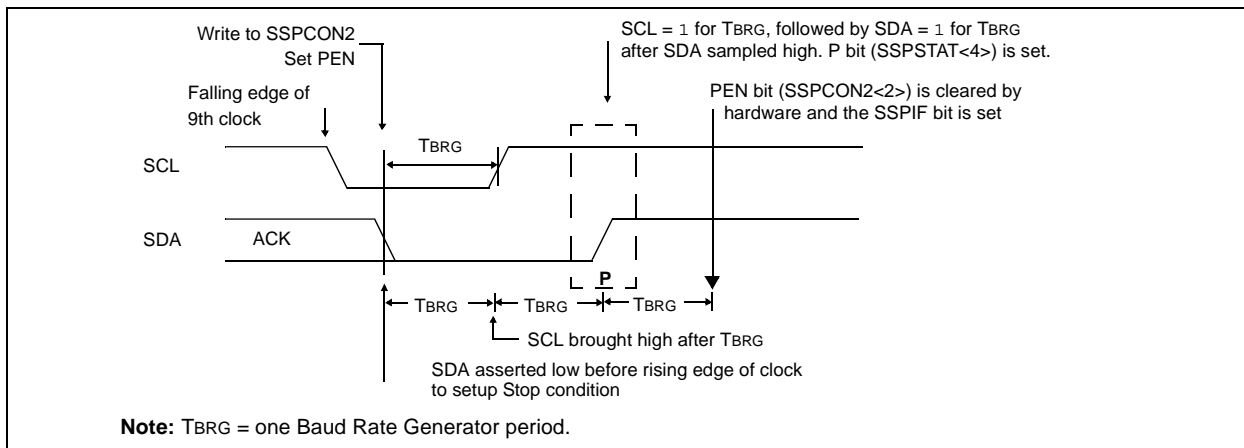 Write to SSPCON2
Set PEN
SCL = 1 for TBRG, followed by SDA = 1 for TBRG
after SDA sampled high. P bit (SSPSTAT<4>) is set.
Falling edge of
9th clock
PEN bit (SSPCON2<2>) is cleared by
hardware and the SSPIF bit is set
TBRG
SCL
SDA
ACK
P
TBRG
TBRG
TBRG
SCL brought high after TBRG
SDA asserted low before rising edge of clock
to setup Stop condition
Note: TBRG = one Baud Rate Generator period.